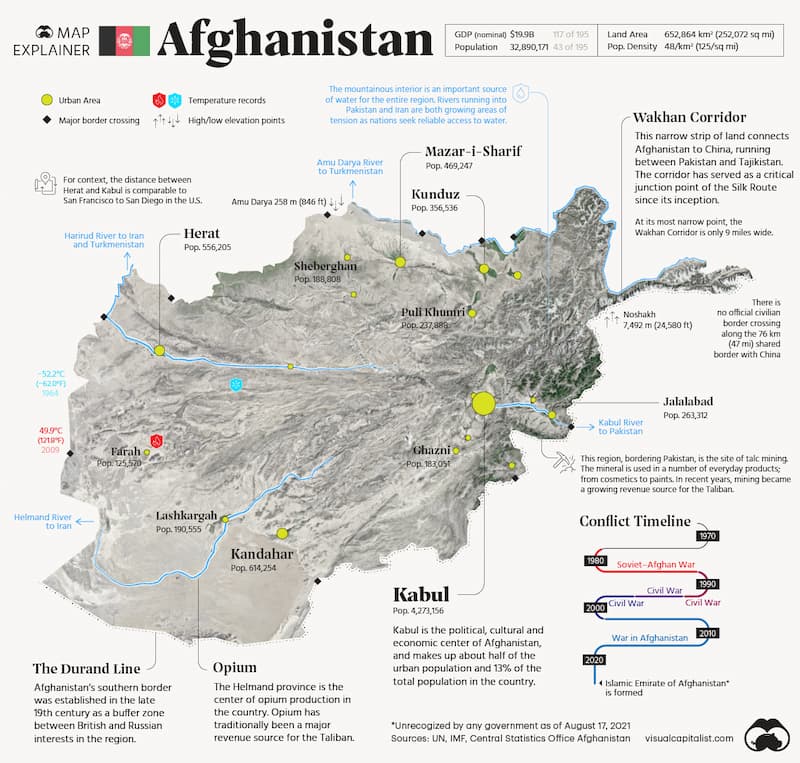 MAP
EXPLAINER
Afghanistan
GDP (nominal) $19.9B 117 of 195
Population 32,890,171 43 of 195
Land Area 652,864 km² (252,072 sq mi)
Pop. Density 48/km² (125/sq mi)
Urban Area
Major border crossing
Temperature records
High/low elevation points
The mountainous interior is an important source
of water for the entire region. Rivers running into
Pakistan and Iran are both growing areas of
tension as nations seek reliable access to water.
Wakhan Corridor
This narrow strip of land connects
Afghanistan to China, running
between Pakistan and Tajikistan.
The corridor has served as a critical
junction point of the Silk Route
since its inception.
At its most narrow point, the
Wakhan Corridor is only 9 miles wide.
For context, the distance between
Herat and Kabul is comparable to
San Francisco to San Diego in the U.S.
Amu Darya River
to Turkmenistan
Mazar-i-Sharif
Pop. 469,247
Kunduz
Pop. 356,536
Amu Darya 258 m (846 ft)
Harirud River to Iran
and Turkmenistan
Herat
Pop. 556,205
Sheberghan
Pop. 188,808
Puli Khumri
Pop. 237,888
Noshakh
7,492 m (24,580 ft)
There is
no official civilian
border crossing
along the 76 km
(47 mi) shared
border with China
-52.2°C
(-62.0°F)
1964
49.9°C
(121.8°F)
2009
Farah
Pop. 125,570
Jalalabad
Pop. 263,312
Kabul River
to Pakistan
Ghazni
Pop. 183,051
This region, bordering Pakistan, is the site of talc mining.
The mineral is used in a number of everyday products;
from cosmetics to paints. In recent years, mining became
a growing revenue source for the Taliban.
Helmand River
to Iran
Lashkargah
Pop. 190,555
Kandahar
Pop. 614,254
Conflict Timeline
1970
1980
Soviet-Afghan War
1990
Civil War
2000
Civil War
Civil War
War in Afghanistan
2010
2020
Islamic Emirate of Afghanistan*
is formed
Kabul
Pop. 4,273,156
Kabul is the political, cultural and
economic center of Afghanistan,
and makes up about half of the
urban population and 13% of the
total population in the country.
The Durand Line
Afghanistan's southern border
was established in the late
19th century as a buffer zone
between British and Russian
interests in the region.
Opium
The Helmand province is the
center of opium production in
the country. Opium has
traditionally been a major
revenue source for the Taliban.
*Unrecogized by any government as of August 17, 2021
Sources: UN, IMF, Central Statistics Office Afghanistan
visualcapitalist.com